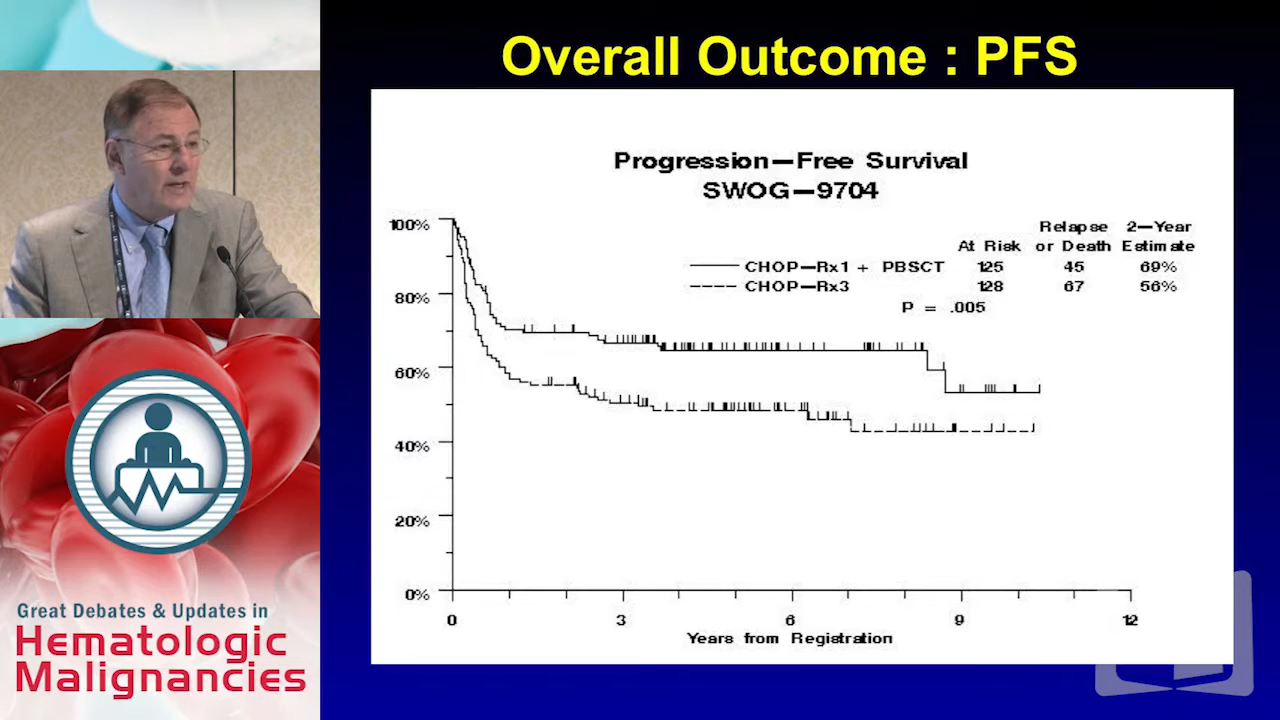 Overall Outcome : PFS
Progression—Free Survival
SWOG—9704
Relapse 2—Year
At Risk or Death Estimate
CHOP—Rx1 + PBSCT 125 45 69%
CHOP—Rx3 128 67 56%
P = .005
100%
80%
60%
40%
20%
0%
0 3 6 9 12
Years from Registration
Great Debates & Updates in
Hematologic
Malignancies